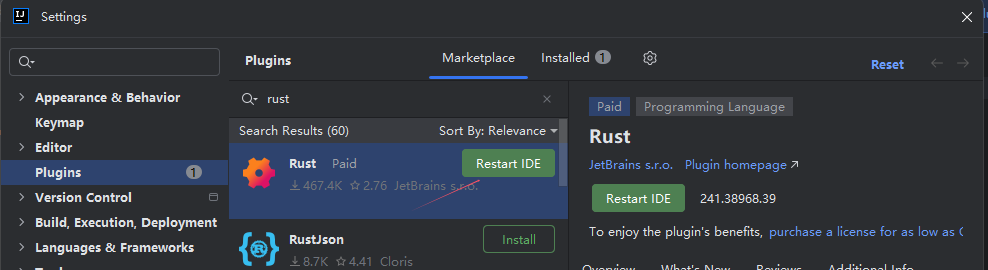 IJ
Settings
Plugins
Marketplace
Installed 1
Reset
Appearance & Behavior
Keymap
Editor
Plugins 1
Version Control
Build, Execution, Deployment
Languages & Frameworks
rust
Search Results (60) Sort By: Relevance
Rust Paid
Restart IDE
467.4K 2.76 JetBrains s.r.o.
RustJson
Install
8.7K 4.41 Cloris
Paid Programming Language
Rust
JetBrains s.r.o. Plugin homepage
Restart IDE 241.38968.39
To enjoy the plugin's benefits, purchase a license for as low as
Overview What's New Reviews Additional Info